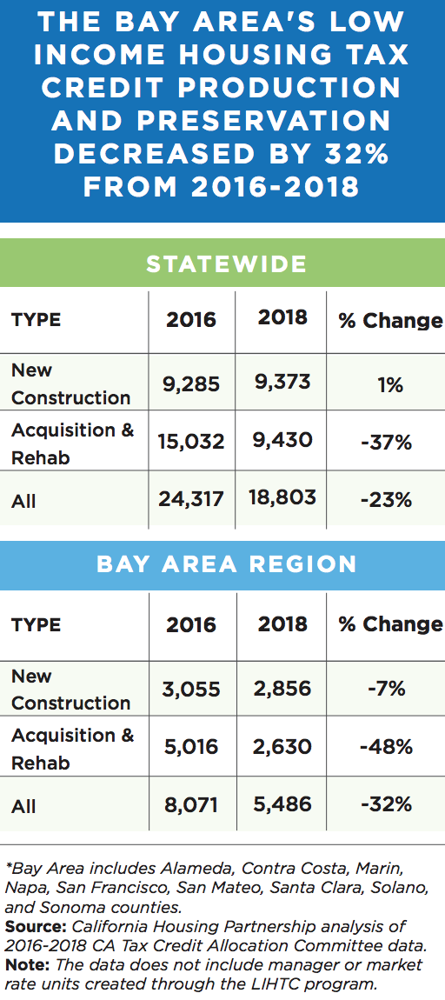 THE BAY AREA'S LOW
INCOME HOUSING TAX
CREDIT PRODUCTION
AND PRESERVATION
DECREASED BY 32%
FROM 2016-2018
STATEWIDE
TYPE 2016 2018 % Change
New Construction 9,285 9,373 1%
Acquisition & Rehab 15,032 9,430 -37%
All 24,317 18,803 -23%
BAY AREA REGION
TYPE 2016 2018 % Change
New Construction 3,055 2,856 -7%
Acquisition & Rehab 5,016 2,630 -48%
All 8,071 5,486 -32%
*Bay Area includes Alameda, Contra Costa, Marin,
Napa, San Francisco, San Mateo, Santa Clara, Solano,
and Sonoma counties.
Source: California Housing Partnership analysis of
2016-2018 CA Tax Credit Allocation Committee data.
Note: The data does not include manager or market
rate units created through the LIHTC program.